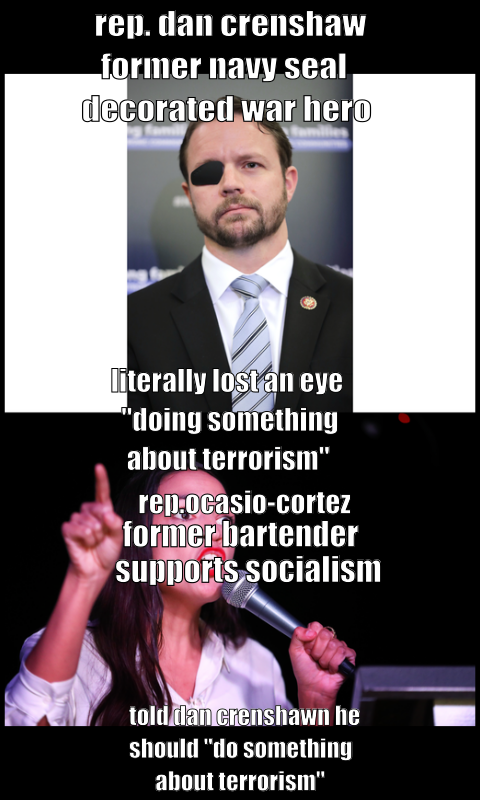 rep. dan crenshaw
former navy seal
decorated war hero
families
literally lost an eye
"doing something
about terrorism"
rep.ocasio-cortez
former bartender
supports socialism
told dan crenshawn he
should "do something
about terrorism"